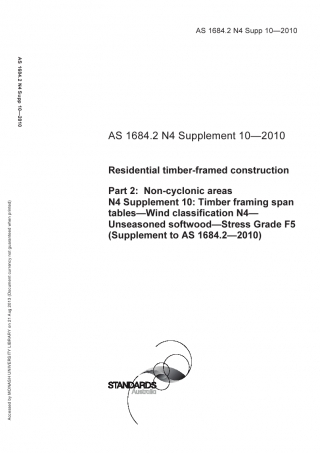 AS 1684.2 N4 Supp 10—2010
AS 1684.2 N4 Supp 10—2010
AS 1684.2 N4 Supplement 10—2010
Residential timber-framed construction
Part 2:  Non-cyclonic areas
N4 Supplement 10: Timber framing span
tables—Wind classification N4—
Unseasoned softwood—Stress Grade F5
(Supplement to AS 1684.2—2010)
STANDARDS
Australia
Accessed by MONASH UNIVERSITY LIBRARY on 21 Aug 2012 (Document currency not guaranteed when printed)